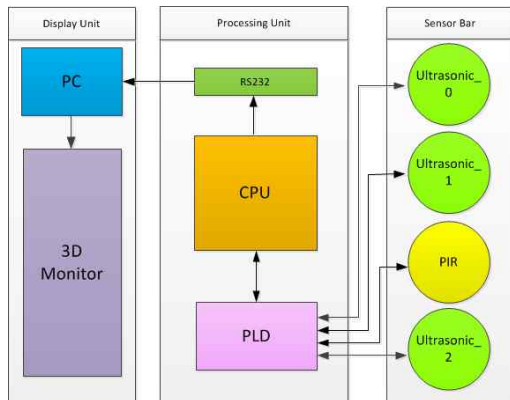 Display Unit
Processing Unit
Sensor Bar
PC
RS232
Ultrasonic_
0
CPU
Ultrasonic_
1
3D
Monitor
PIR
PLD
Ultrasonic_
2